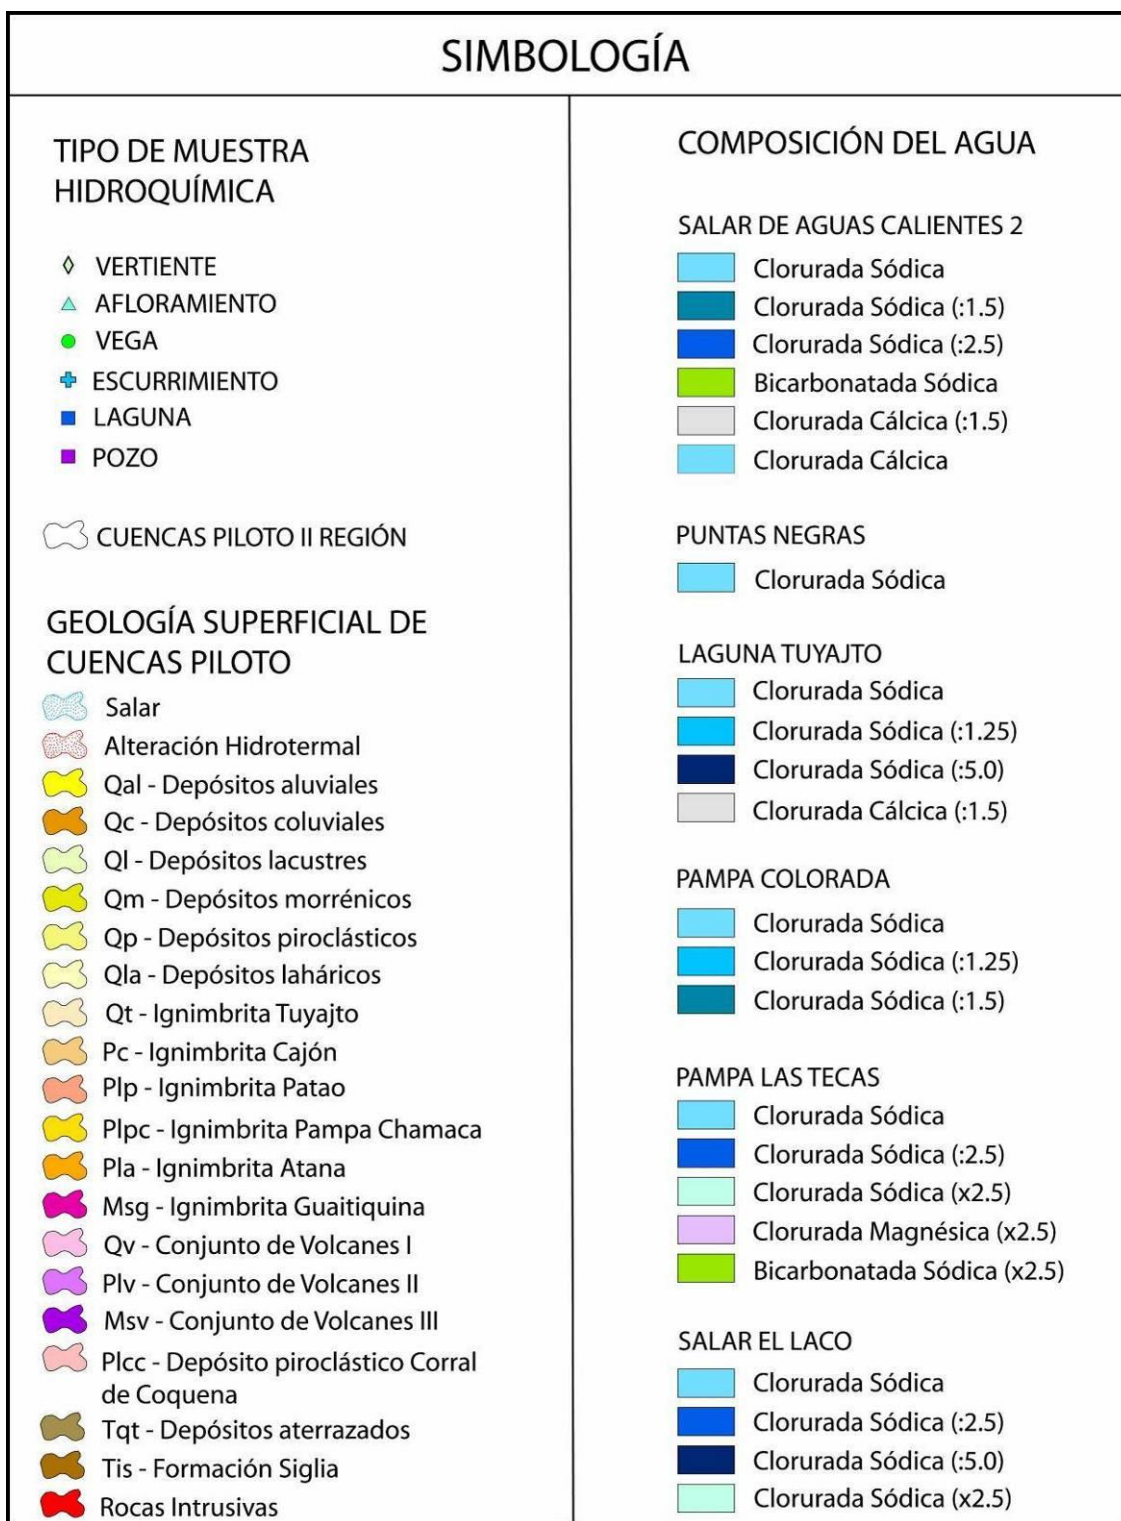 SIMBOLOGÍA
TIPO DE MUESTRA
HIDROQUÍMICA
VERTIENTE
AFLORAMIENTO
VEGA
ESCURRIMIENTO
LAGUNA
POZO
CUENCAS PILOTO II REGIÓN
GEOLOGÍA SUPERFICIAL DE
CUENCAS PILOTO
Salar
Alteración Hidrotermal
Qal - Depósitos aluviales
Qc - Depósitos coluviales
Ql - Depósitos lacustres
Qm - Depósitos morrénicos
Qp - Depósitos piroclásticos
Qla - Depósitos laháricos
Qt - Ignimbrita Tuyajto
Pc - Ignimbrita Cajón
Plp - Ignimbrita Patao
Plpc - Ignimbrita Pampa Chamaca
Pla - Ignimbrita Atana
Msg - Ignimbrita Guaitiquina
Qv - Conjunto de Volcanes I
Plv - Conjunto de Volcanes II
Msv - Conjunto de Volcanes III
Plcc - Depósito piroclástico Corral
de Coquena
Tqt - Depósitos aterrazados
Tis - Formación Siglia
Rocas Intrusivas
COMPOSICIÓN DEL AGUA
SALAR DE AGUAS CALIENTES 2
Clorurada Sódica
Clorurada Sódica (:1.5)
Clorurada Sódica (:2.5)
Bicarbonatada Sódica
Clorurada Cálcica (:1.5)
Clorurada Cálcica
PUNTAS NEGRAS
Clorurada Sódica
LAGUNA TUYAJTO
Clorurada Sódica
Clorurada Sódica (:1.25)
Clorurada Sódica (:5.0)
Clorurada Cálcica (:1.5)
PAMPA COLORADA
Clorurada Sódica
Clorurada Sódica (:1.25)
Clorurada Sódica (:1.5)
PAMPA LAS TECAS
Clorurada Sódica
Clorurada Sódica (:2.5)
Clorurada Sódica (x2.5)
Clorurada Magnésica (x2.5)
Bicarbonatada Sódica (x2.5)
SALAR EL LACO
Clorurada Sódica
Clorurada Sódica (:2.5)
Clorurada Sódica (:5.0)
Clorurada Sódica (x2.5)